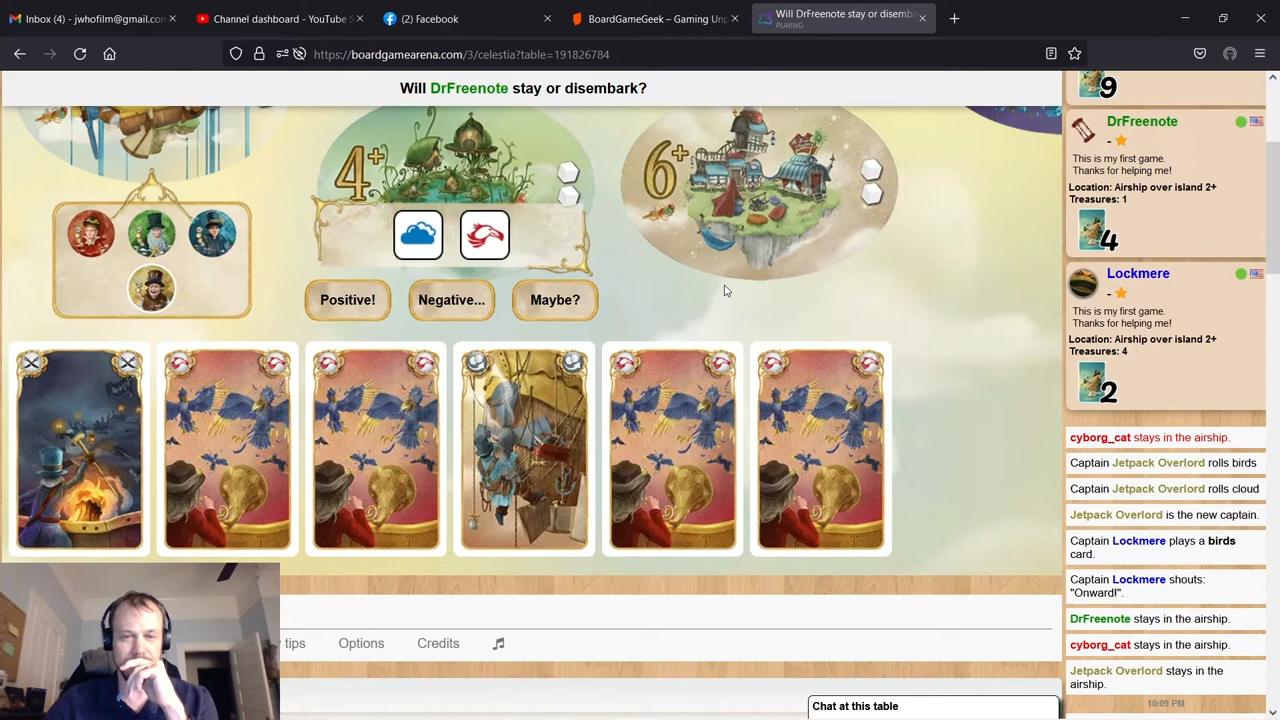 Inbox (4) - jwhofilm@gmail.com
Channel dashboard - YouTube S
(2) Facebook
BoardGameGeek – Gaming Unp
Will DrFreenote stay or disemba
PLAYING
https://boardgamearena.com/3/celestia?table=191826784
Will DrFreenote stay or disembark?
4+
6+
Positive!
Negative...
Maybe?
9
DrFreenote
-
This is my first game.
Thanks for helping me!
Location: Airship over island 2+
Treasures: 1
4
Lockmere
-
This is my first game.
Thanks for helping me!
Location: Airship over island 2+
Treasures: 4
2
cyborg_cat stays in the airship.
Captain Jetpack Overlord rolls birds
Captain Jetpack Overlord rolls cloud
Jetpack Overlord is the new captain.
Captain Lockmere plays a birds
card.
Captain Lockmere shouts:
"Onward!".
DrFreenote stays in the airship.
cyborg_cat stays in the airship.
Jetpack Overlord stays in the
airship.
10:09 PM
tips
Options
Credits
Chat at this table